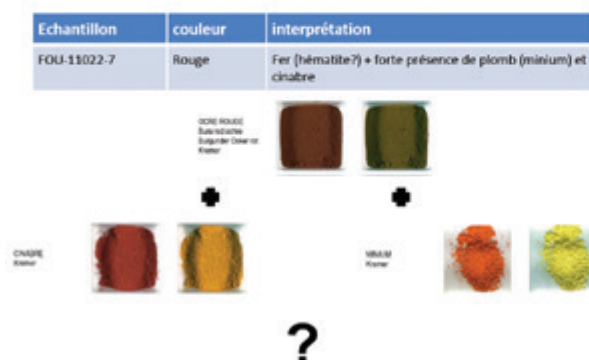 Echantillon couleur interprétation
FOU-11022-7 Rouge Fer (hématite?) + forte présence de plomb (minium) et
cinabre
OCRE ROUGE
Burgunder
Kremer
CINABRE
Kremer
MINIUM
Kremer
?